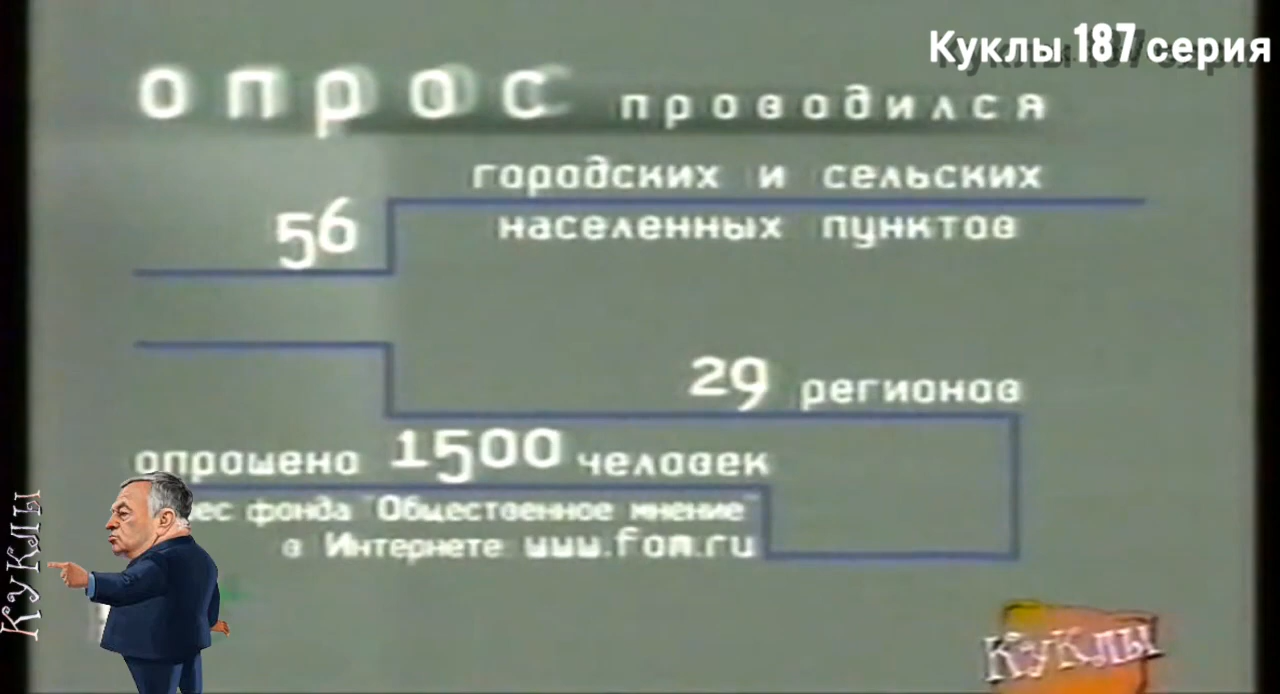 Куклы 187 серия
опрос проводился
56 городских и сельских
населенных пунктов
29 регионов
опрошено 1500 человек
фонда "Общественное мнение"
в Интернете www.fom.ru
КУКЛЫ
КУКЛЫ